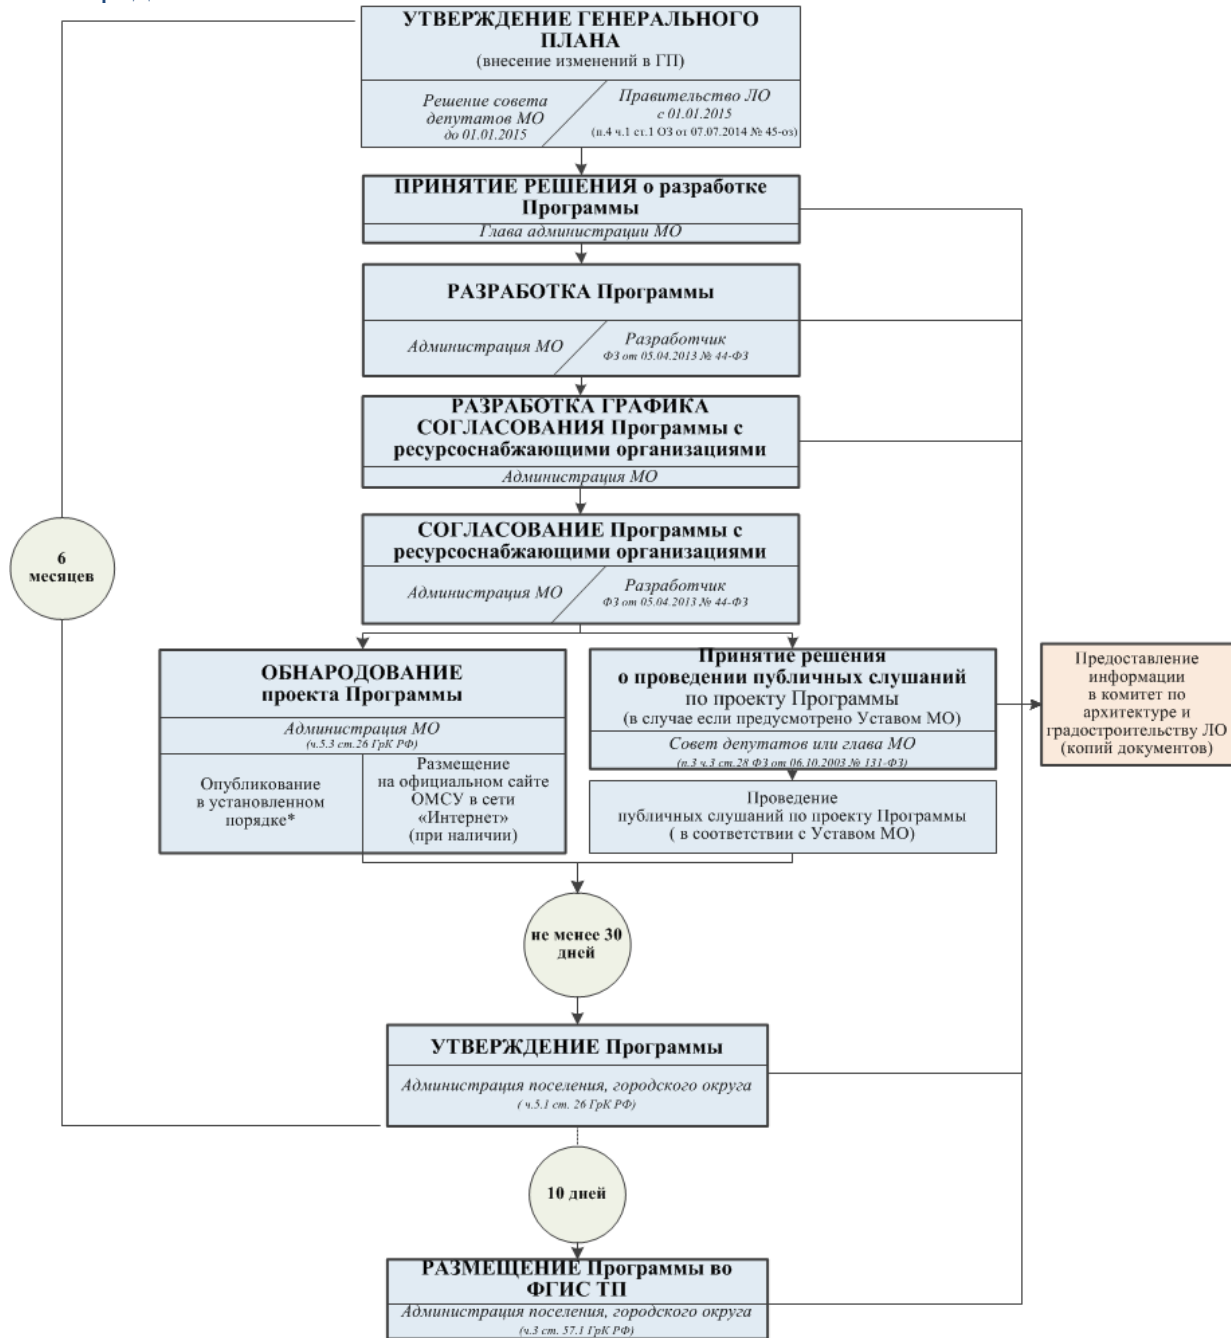 УТВЕРЖДЕНИЕ ГЕНЕРАЛЬНОГО
ПЛАНА
(внесение изменений в ГП)
Решение совета
депутатов МО
до 01.01.2015
Правительство ЛО
с 01.01.2015
(п.4 ч.1 ст.1 ОЗ от 07.07.2014 № 45-оз)
ПРИНЯТИЕ РЕШЕНИЯ о разработке
Программы
Глава администрации МО
РАЗРАБОТКА Программы
Администрация МО
Разработчик
ФЗ от 05.04.2013 № 44-ФЗ
РАЗРАБОТКА ГРАФИКА
СОГЛАСОВАНИЯ Программы с
ресурсоснабжающими организациями
Администрация МО
СОГЛАСОВАНИЕ Программы с
ресурсоснабжающими организациями
Администрация МО
Разработчик
ФЗ от 05.04.2013 № 44-ФЗ
6
месяцев
ОБНАРОДОВАНИЕ
проекта Программы
Администрация МО
(ч.5.3 ст.26 ГрК РФ)
Опубликование
в установленном
порядке*
Размещение
на официальном сайте
ОМСУ в сети
«Интернет»
(при наличии)
Принятие решения
о проведении публичных слушаний
по проекту Программы
(в случае если предусмотрено Уставом МО)
Совет депутатов или глава МО
(п.3 ч.3 ст.28 ФЗ от 06.10.2003 № 131-ФЗ)
Проведение
публичных слушаний по проекту Программы
( в соответствии с Уставом МО)
Предоставление
информации
в комитет по
архитектуре и
градостроительству ЛО
(копий документов)
не менее 30
дней
УТВЕРЖДЕНИЕ Программы
Администрация поселения, городского округа
( ч.5.1 ст. 26 ГрК РФ)
10 дней
РАЗМЕЩЕНИЕ Программы во
ФГИС ТП
Администрация поселения, городского округа
(ч.3 ст. 57.1 ГрК РФ)